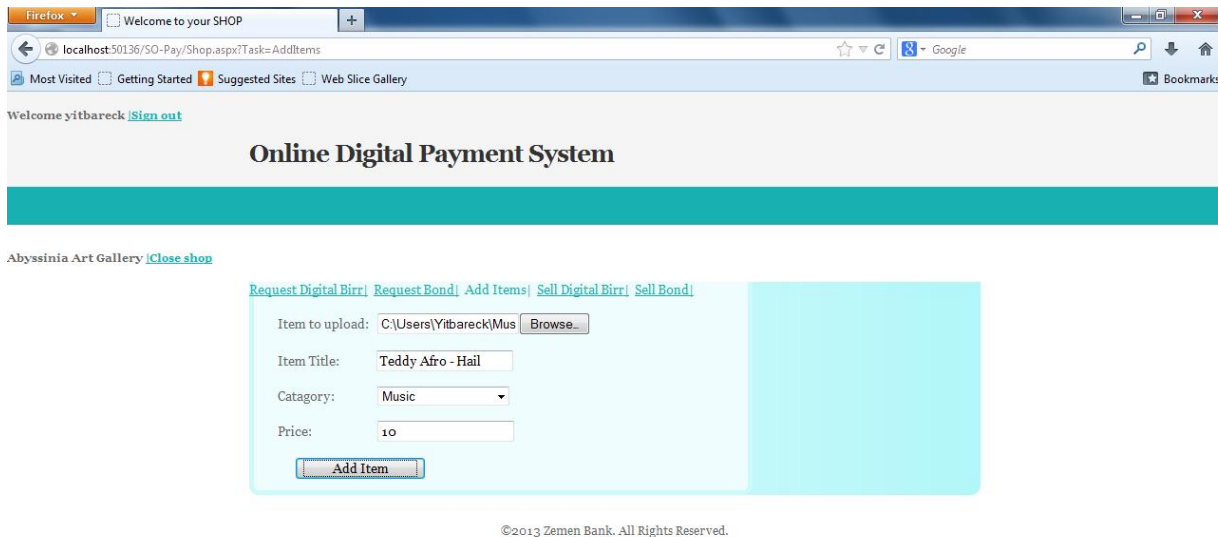 Firefox
Welcome to your SHOP
localhost:50136/SO-Pay/Shop.aspx?Task=AddItems
Google
Most Visited Getting Started Suggested Sites Web Slice Gallery Bookmarks
Welcome yitbareck |Sign out
Online Digital Payment System
Abyssinia Art Gallery |Close shop
Request Digital Birr| Request Bond| Add Items| Sell Digital Birr| Sell Bond|
Item to upload: C:\Users\Yitbareck\Mus Browse...
Item Title: Teddy Afro - Hail
Catagory: Music
Price: 10
Add Item
©2013 Zemen Bank. All Rights Reserved.